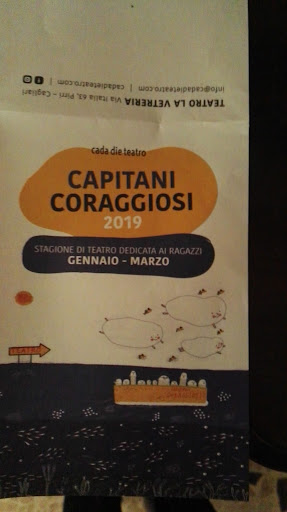 TEATRO LA VETRERIA Via Italia 63, Pirri - Cagliari
info@cadadieteatro.com | cadadieteatro.com |
cada die teatro
CAPITANI
CORAGGIOSI
2019
STAGIONE DI TEATRO DEDICATA AI RAGAZZI
GENNAIO - MARZO
TEATRO